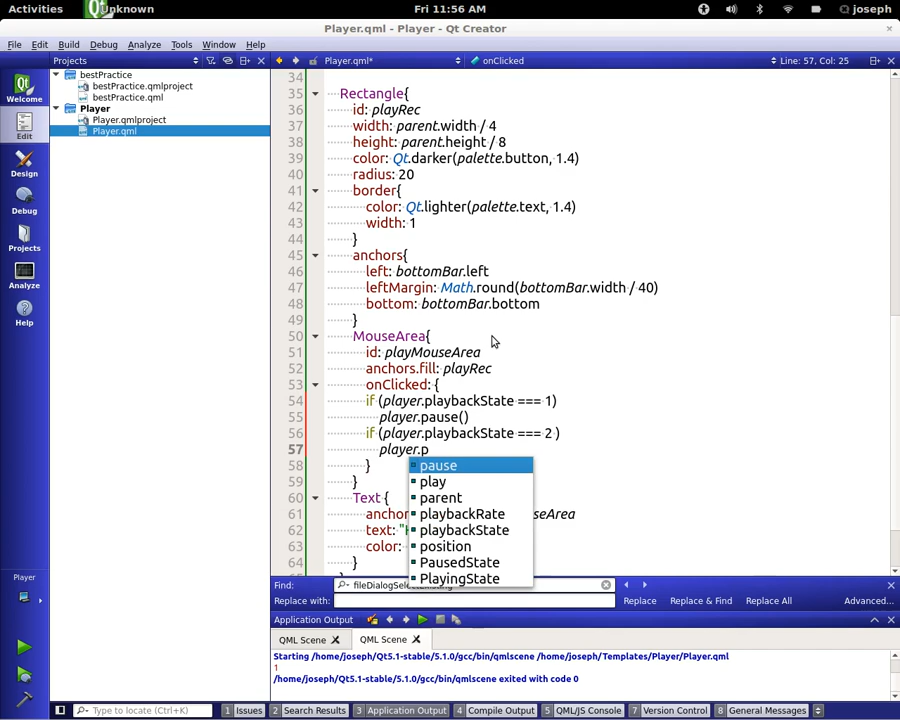 Activities
Unknown
Fri 11:56 AM
joseph
Player.qml - Player - Qt Creator
File Edit Build Debug Analyze Tools Window Help
Projects
Player.qml*
onClicked
Line: 57, Col: 25
Welcome
Edit
Design
Debug
Projects
Analyze
Help
bestPractice
bestPractice.qmlproject
bestPractice.qml
Player
Player.qmlproject
Player.qml
34
35 Rectangle{
36 id: playRec
37 width: parent.width / 4
38 height: parent.height / 8
39 color: Qt.darker(palette.button, 1.4)
40 radius: 20
41 border{
42 color: Qt.lighter(palette.text, 1.4)
43 width: 1
44 }
45 anchors{
46 left: bottomBar.left
47 leftMargin: Math.round(bottomBar.width / 40)
48 bottom: bottomBar.bottom
49 }
50 MouseArea{
51 id: playMouseArea
52 anchors.fill: playRec
53 onClicked: {
54 if (player.playbackState === 1)
55 player.pause()
56 if (player.playbackState === 2 )
57 player.p
58 }
59 }
60 Text {
61
62 text:
63 color:
64 }
65
pause
play
parent
playbackRate
playbackState
position
PausedState
PlayingState
Find:
Replace with:
Replace Replace & Find Replace All Advanced...
Application Output
QML Scene
QML Scene
Starting /home/joseph/Qt5.1-stable/5.1.0/gcc/bin/qmlscene /home/joseph/Templates/Player/Player.qml
1
/home/joseph/Qt5.1-stable/5.1.0/gcc/bin/qmlscene exited with code 0
Player
Type to locate (Ctrl+K)
1 Issues
2 Search Results
3 Application Output
4 Compile Output
5 QML/JS Console
7 Version Control
8 General Messages